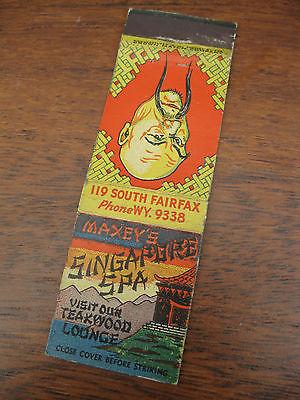 119 SOUTH FAIRFAX
Phone WY. 9338
MAXEY'S
SINGAPORE
SPA
VISIT OUR
TEAKWOOD
LOUNGE
CLOSE COVER BEFORE STRIKING